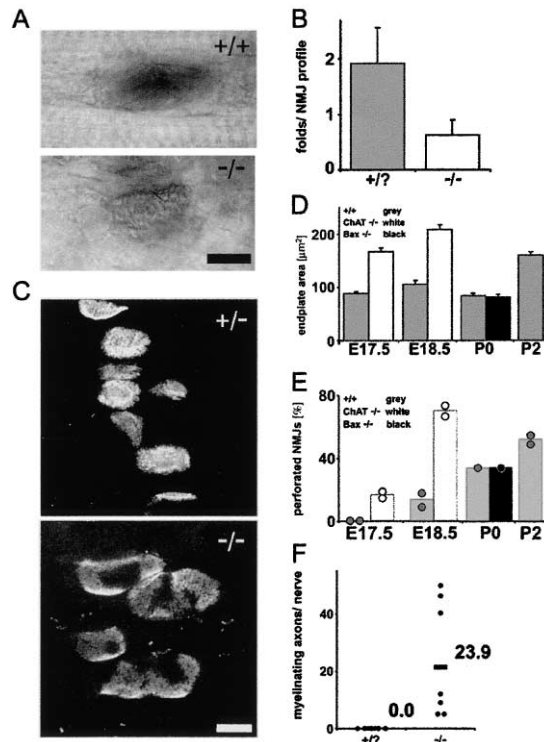 A
+/+
-/-
B
folds/ NMJ profile
2
1
0
+/?
-/-
C
+/-
-/-
D
+/+ grey
ChAT -/- white
Bax -/- black
endplate area [µm²]
200
100
0
E17.5 E18.5 P0 P2
E
+/+ grey
ChAT -/- white
Bax -/- black
perforated NMJs [%]
80
40
0
E17.5 E18.5 P0 P2
F
myelinating axons/ nerve
40
20
0
0.0
23.9
+/?
-/-